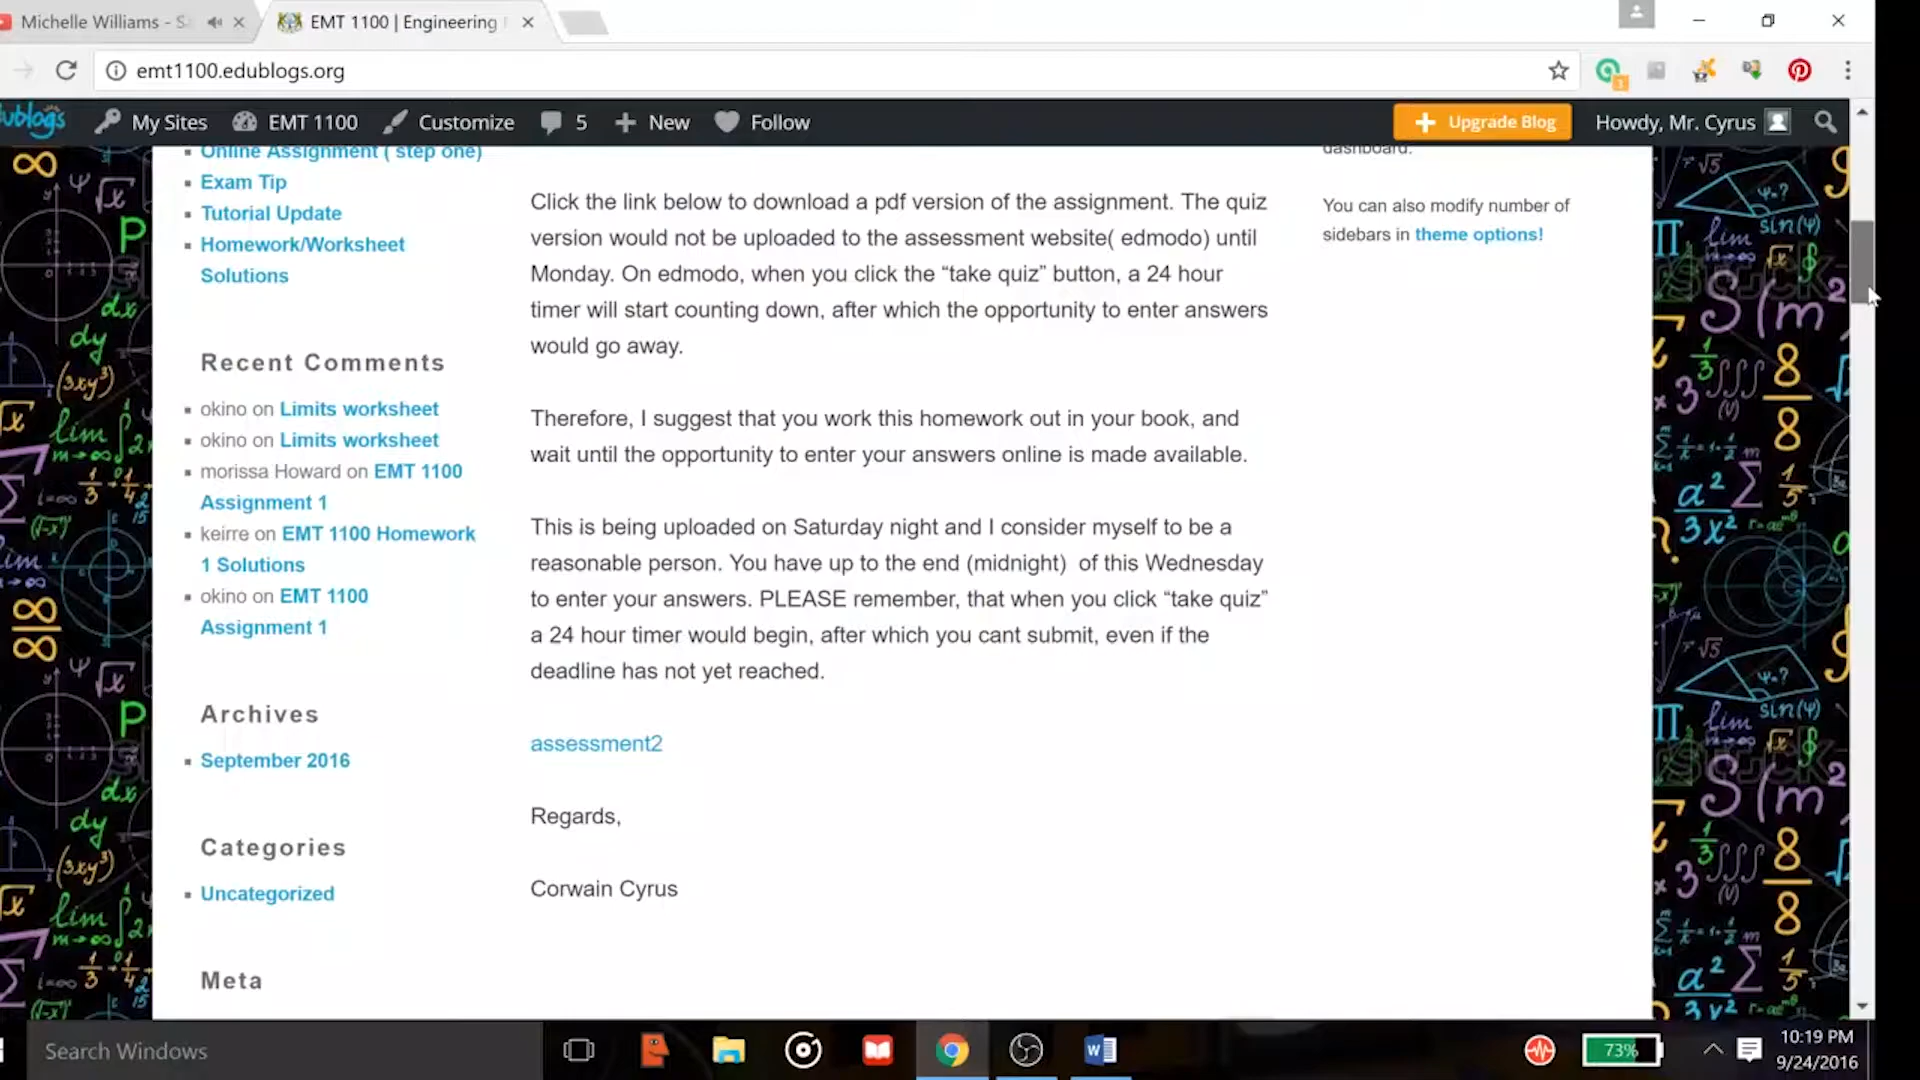 Michelle Williams - S
EMT 1100 | Engineering
emt1100.edublogs.org
ublogs
My Sites
EMT 1100
Customize
5
New
Follow
Upgrade Blog
Howdy, Mr. Cyrus
Online Assignment ( step one)
Exam Tip
Tutorial Update
Homework/Worksheet
Solutions
Recent Comments
okino on Limits worksheet
okino on Limits worksheet
morissa Howard on EMT 1100
Assignment 1
keirre on EMT 1100 Homework
1 Solutions
okino on EMT 1100
Assignment 1
Archives
September 2016
Categories
Uncategorized
Meta
Click the link below to download a pdf version of the assignment. The quiz
version would not be uploaded to the assessment website( edmodo) until
Monday. On edmodo, when you click the “take quiz” button, a 24 hour
timer will start counting down, after which the opportunity to enter answers
would go away.
Therefore, I suggest that you work this homework out in your book, and
wait until the opportunity to enter your answers online is made available.
This is being uploaded on Saturday night and I consider myself to be a
reasonable person. You have up to the end (midnight)  of this Wednesday
to enter your answers. PLEASE remember, that when you click “take quiz”
a 24 hour timer would begin, after which you cant submit, even if the
deadline has not yet reached.
assessment2
Regards,
Corwain Cyrus
dashboard.
You can also modify number of
sidebars in theme options!
Search Windows
73%
10:19 PM
9/24/2016